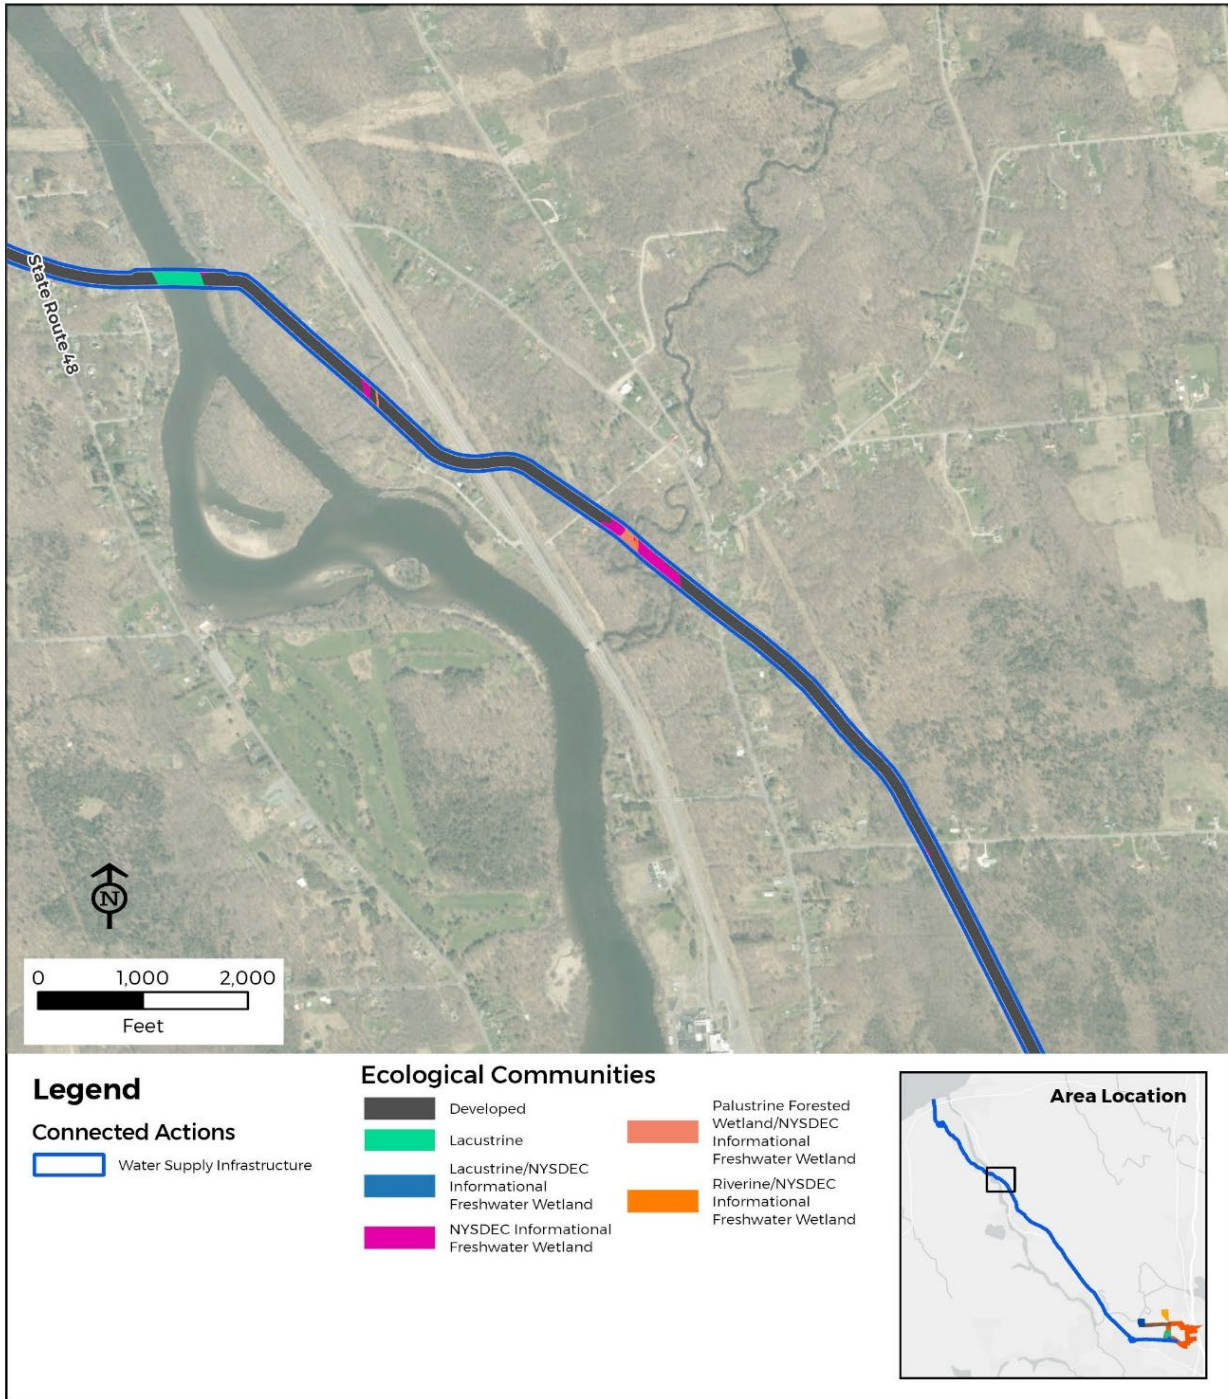 State Route 48
N
0 1,000 2,000
Feet
Legend
Connected Actions
Water Supply Infrastructure
Ecological Communities
Developed
Lacustrine
Lacustrine/NYSDEC
Informational
Freshwater Wetland
NYSDEC Informational
Freshwater Wetland
Palustrine Forested
Wetland/NYSDEC
Informational
Freshwater Wetland
Riverine/NYSDEC
Informational
Freshwater Wetland
Area Location